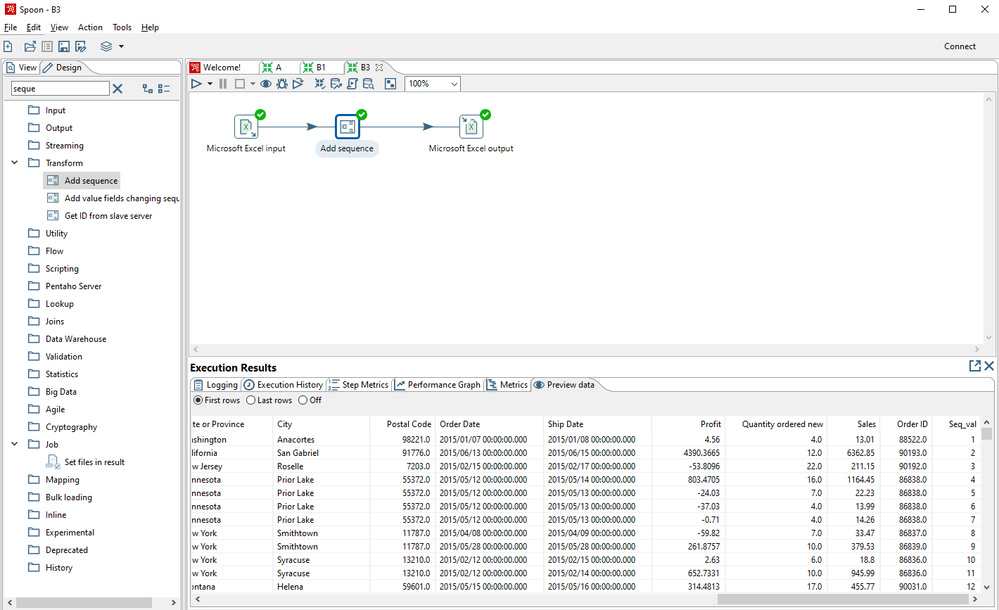 Spoon - B3
File Edit View Action Tools Help
Connect
View Design
seque
Input
Output
Streaming
Transform
Add sequence
Add value fields changing sequ
Get ID from slave server
Utility
Flow
Scripting
Pentaho Server
Lookup
Joins
Data Warehouse
Validation
Statistics
Big Data
Agile
Cryptography
Job
Set files in result
Mapping
Bulk loading
Inline
Experimental
Deprecated
History
Welcome! A B1 B3
100%
Microsoft Excel input Add sequence Microsoft Excel output
Execution Results
Logging Execution History Step Metrics Performance Graph Metrics Preview data
First rows Last rows Off
te or Province City Postal Code Order Date Ship Date Profit Quantity ordered new Sales Order ID Seq_val
shington Anacortes 98221.0 2015/01/07 00:00:00.000 2015/01/08 00:00:00.000 4.56 4.0 13.01 88522.0 1
lifornia San Gabriel 91776.0 2015/06/13 00:00:00.000 2015/06/15 00:00:00.000 4390.3665 12.0 6362.85 90193.0 2
w Jersey Roselle 7203.0 2015/02/15 00:00:00.000 2015/02/17 00:00:00.000 -53.8096 22.0 211.15 90192.0 3
nnesota Prior Lake 55372.0 2015/05/12 00:00:00.000 2015/05/14 00:00:00.000 803.4705 16.0 1164.45 86838.0 4
nnesota Prior Lake 55372.0 2015/05/12 00:00:00.000 2015/05/13 00:00:00.000 -24.03 7.0 22.23 86838.0 5
nnesota Prior Lake 55372.0 2015/05/12 00:00:00.000 2015/05/13 00:00:00.000 -37.03 4.0 13.99 86838.0 6
nnesota Prior Lake 55372.0 2015/05/12 00:00:00.000 2015/05/13 00:00:00.000 -0.71 4.0 14.26 86838.0 7
w York Smithtown 11787.0 2015/04/08 00:00:00.000 2015/04/09 00:00:00.000 -59.82 7.0 33.47 86837.0 8
w York Smithtown 11787.0 2015/05/28 00:00:00.000 2015/05/28 00:00:00.000 261.8757 10.0 379.53 86839.0 9
w York Syracuse 13210.0 2015/02/12 00:00:00.000 2015/02/15 00:00:00.000 2.63 6.0 18.8 86836.0 10
w York Syracuse 13210.0 2015/02/12 00:00:00.000 2015/02/14 00:00:00.000 652.7331 10.0 945.99 86836.0 11
ontana Helena 59601.0 2015/05/15 00:00:00.000 2015/05/16 00:00:00.000 314.4813 17.0 455.77 90031.0 12